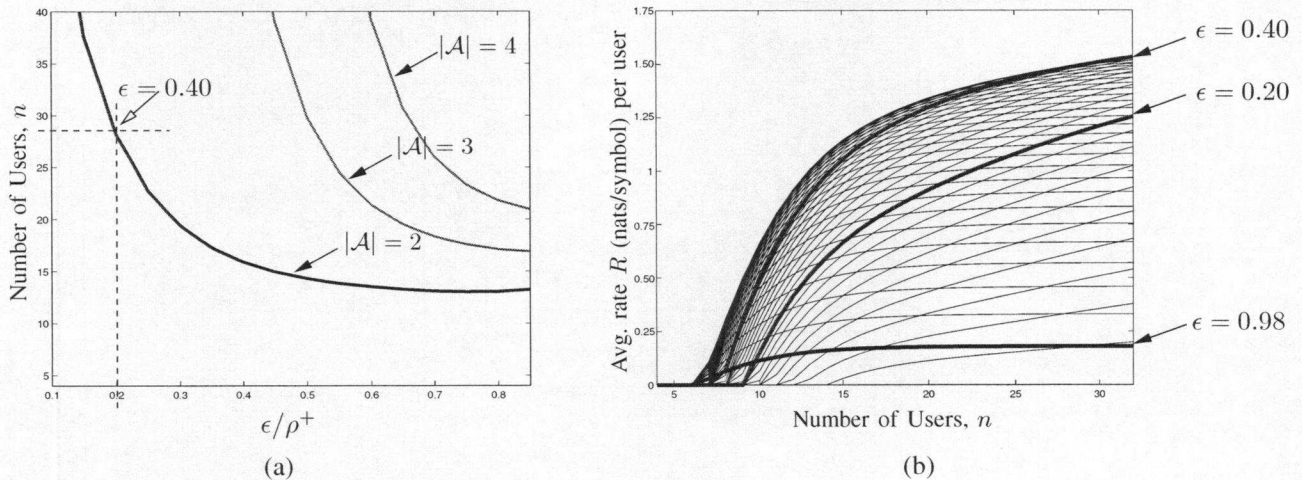 40
35
30
25
20
15
10
5
0.1 0.2 0.3 0.4 0.5 0.6 0.7 0.8
Number of Users, n
ϵ/ρ⁺
ϵ = 0.40
|𝒜| = 4
|𝒜| = 3
|𝒜| = 2
(a)
1.75
1.50
1.25
1
0.75
0.50
0.25
0
5 10 15 20 25 30
Avg. rate R (nats/symbol) per user
Number of Users, n
ϵ = 0.40
ϵ = 0.20
ϵ = 0.98
(b)